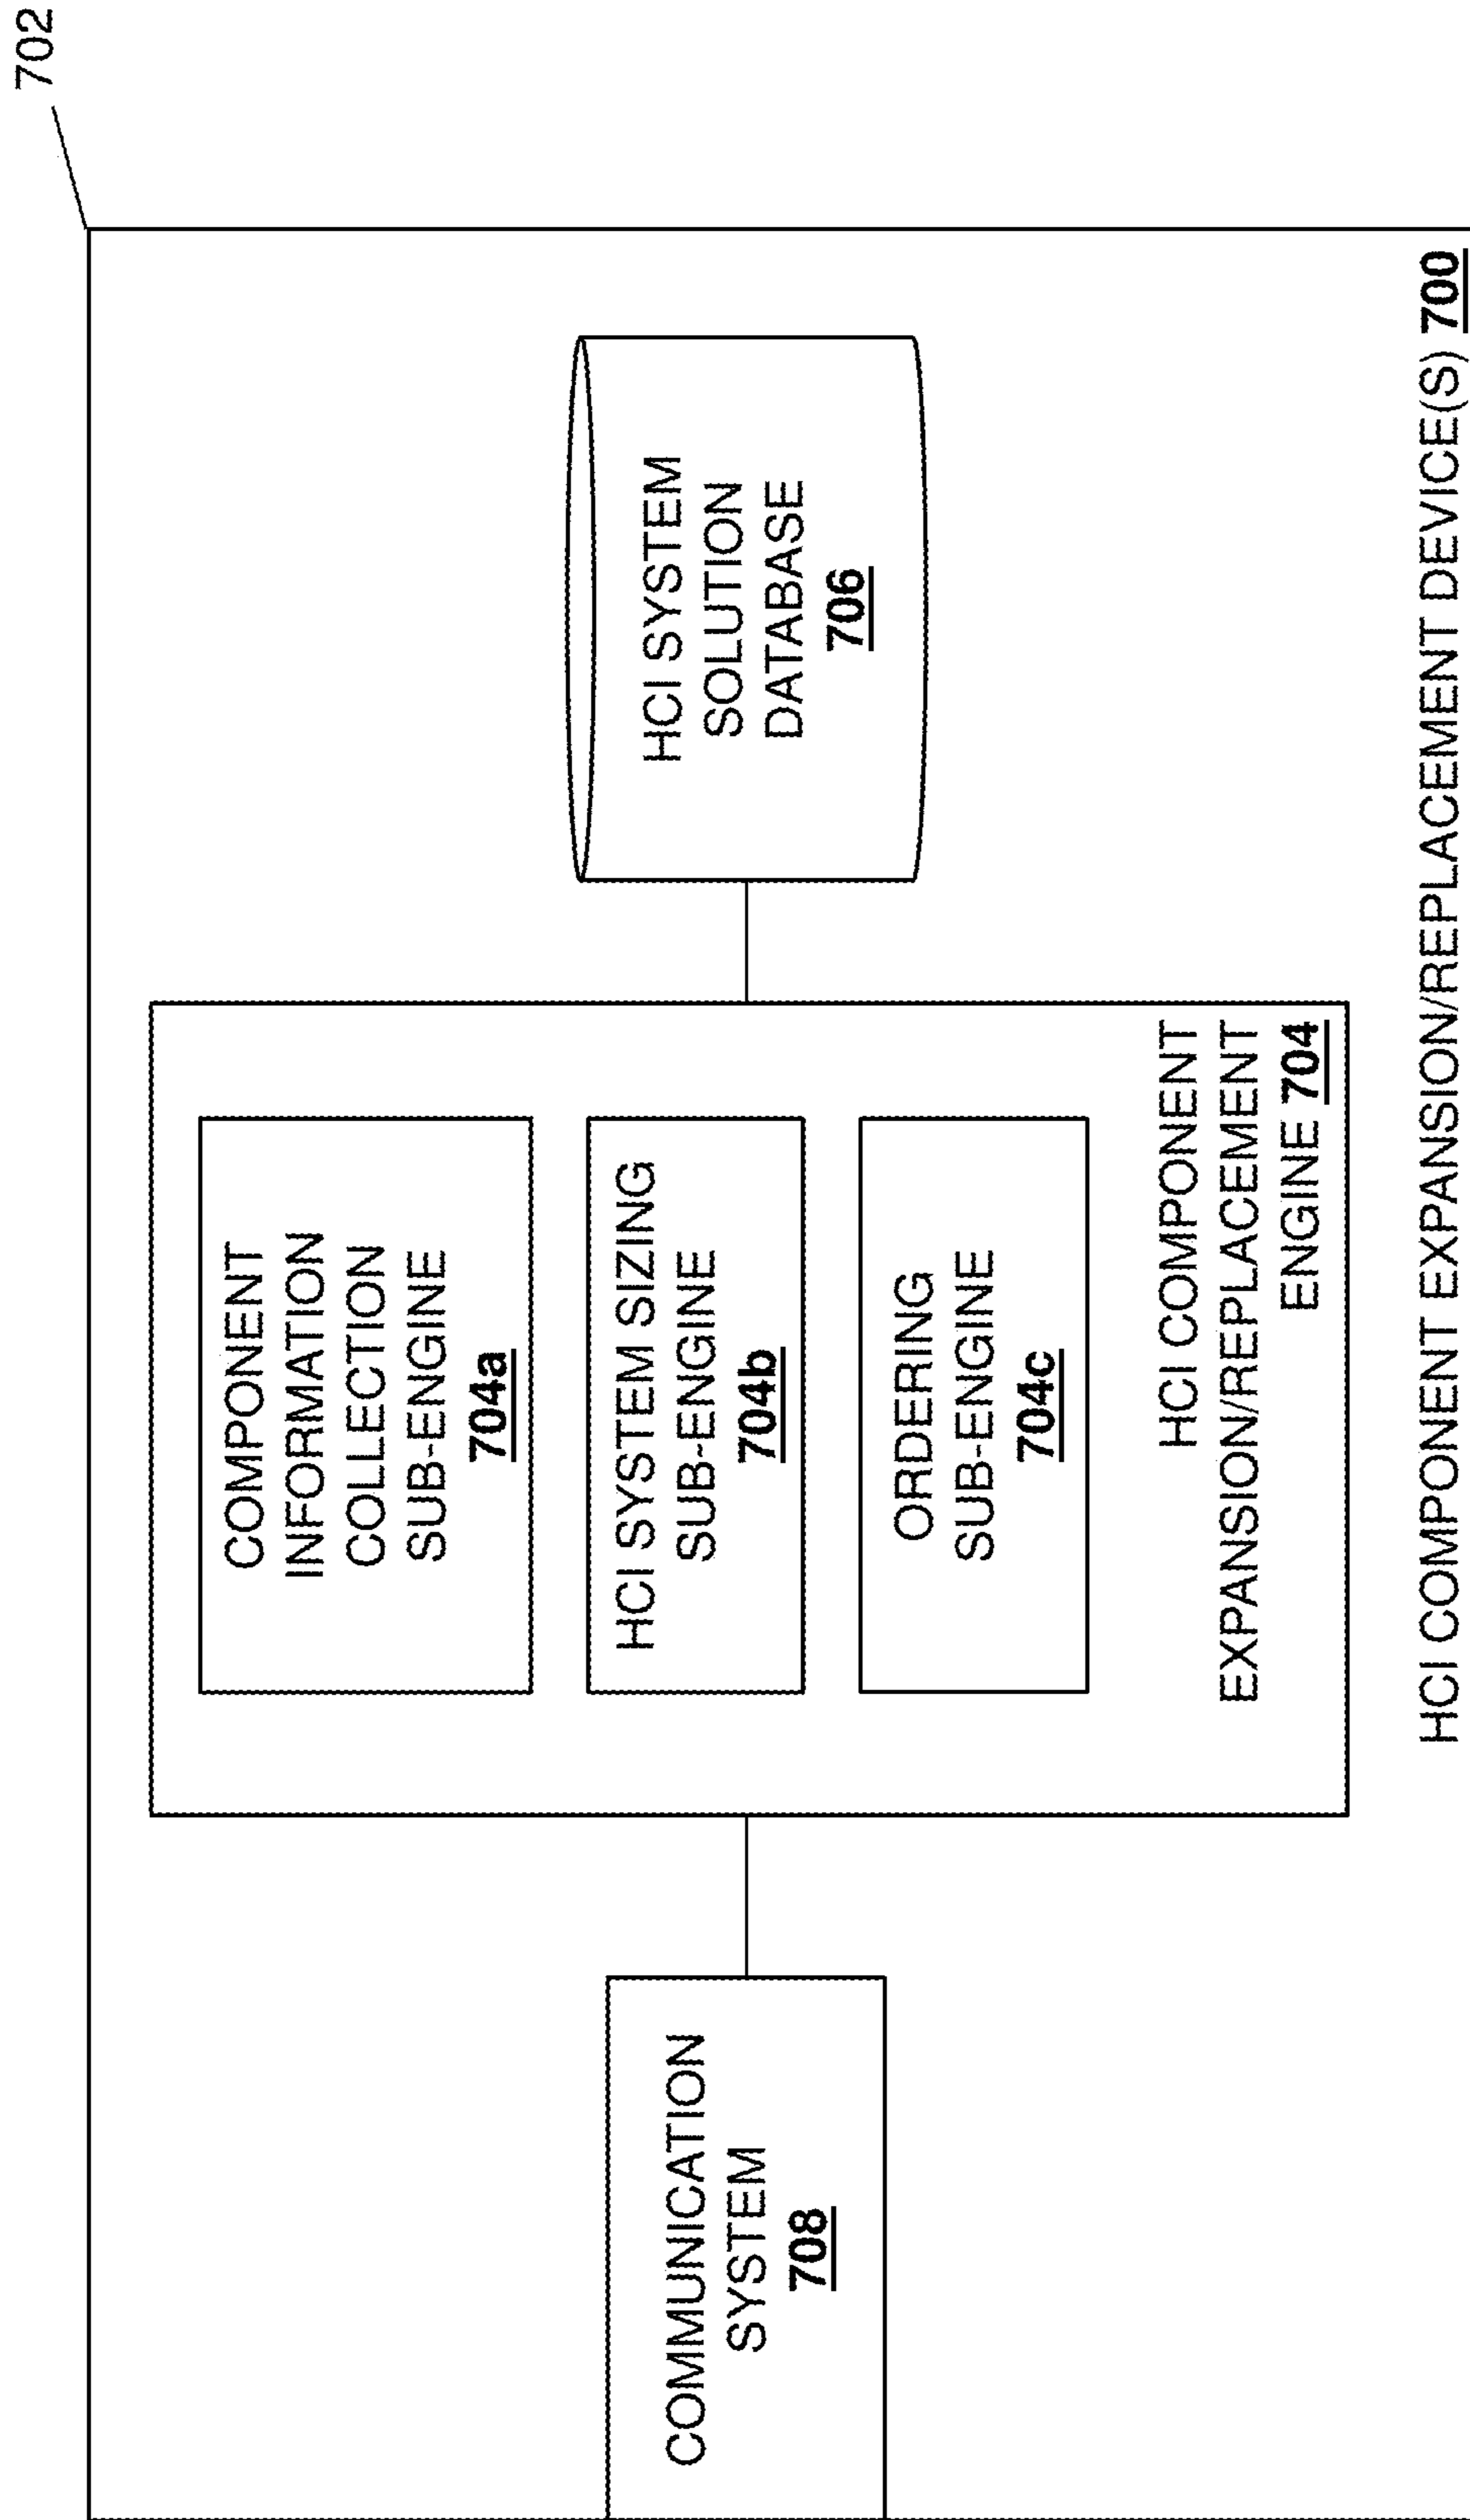 702
COMMUNICATION
SYSTEM
708
COMPONENT
INFORMATION
COLLECTION
SUB-ENGINE
704a
HCI SYSTEM SIZING
SUB-ENGINE
704b
ORDERING
SUB-ENGINE
704c
HCI COMPONENT
EXPANSION/REPLACEMENT
ENGINE 704
HCI SYSTEM
SOLUTION
DATABASE
706
HCI COMPONENT EXPANSION/REPLACEMENT DEVICE(S) 700